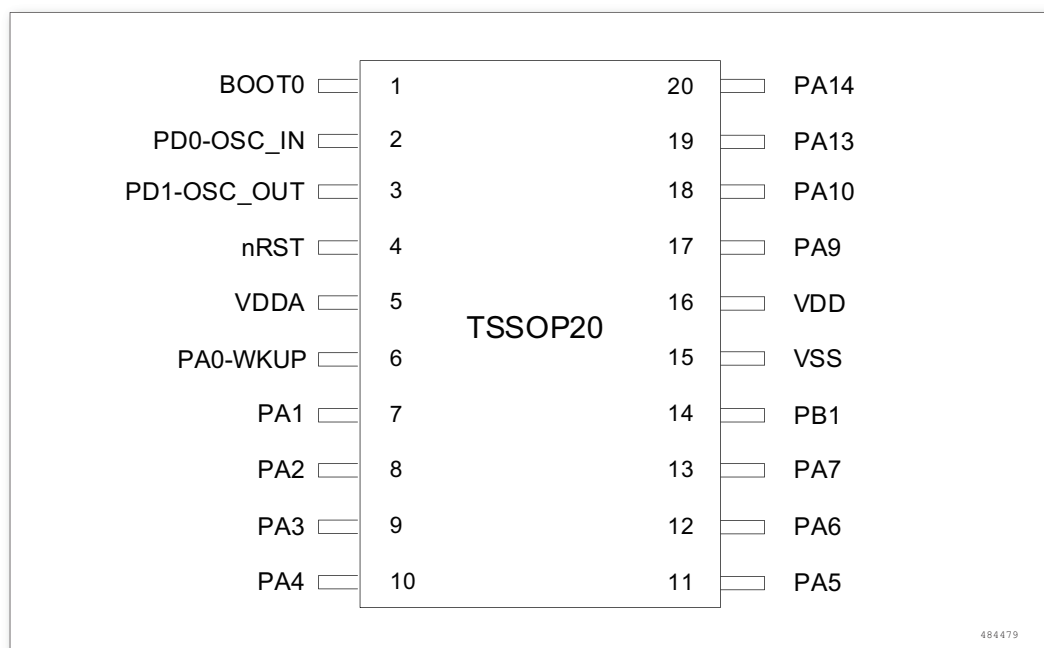 BOOT0 1 20 PA14
PD0-OSC_IN 2 19 PA13
PD1-OSC_OUT 3 18 PA10
nRST 4 17 PA9
VDDA 5 16 VDD
TSSOP20
PA0-WKUP 6 15 VSS
PA1 7 14 PB1
PA2 8 13 PA7
PA3 9 12 PA6
PA4 10 11 PA5
484479